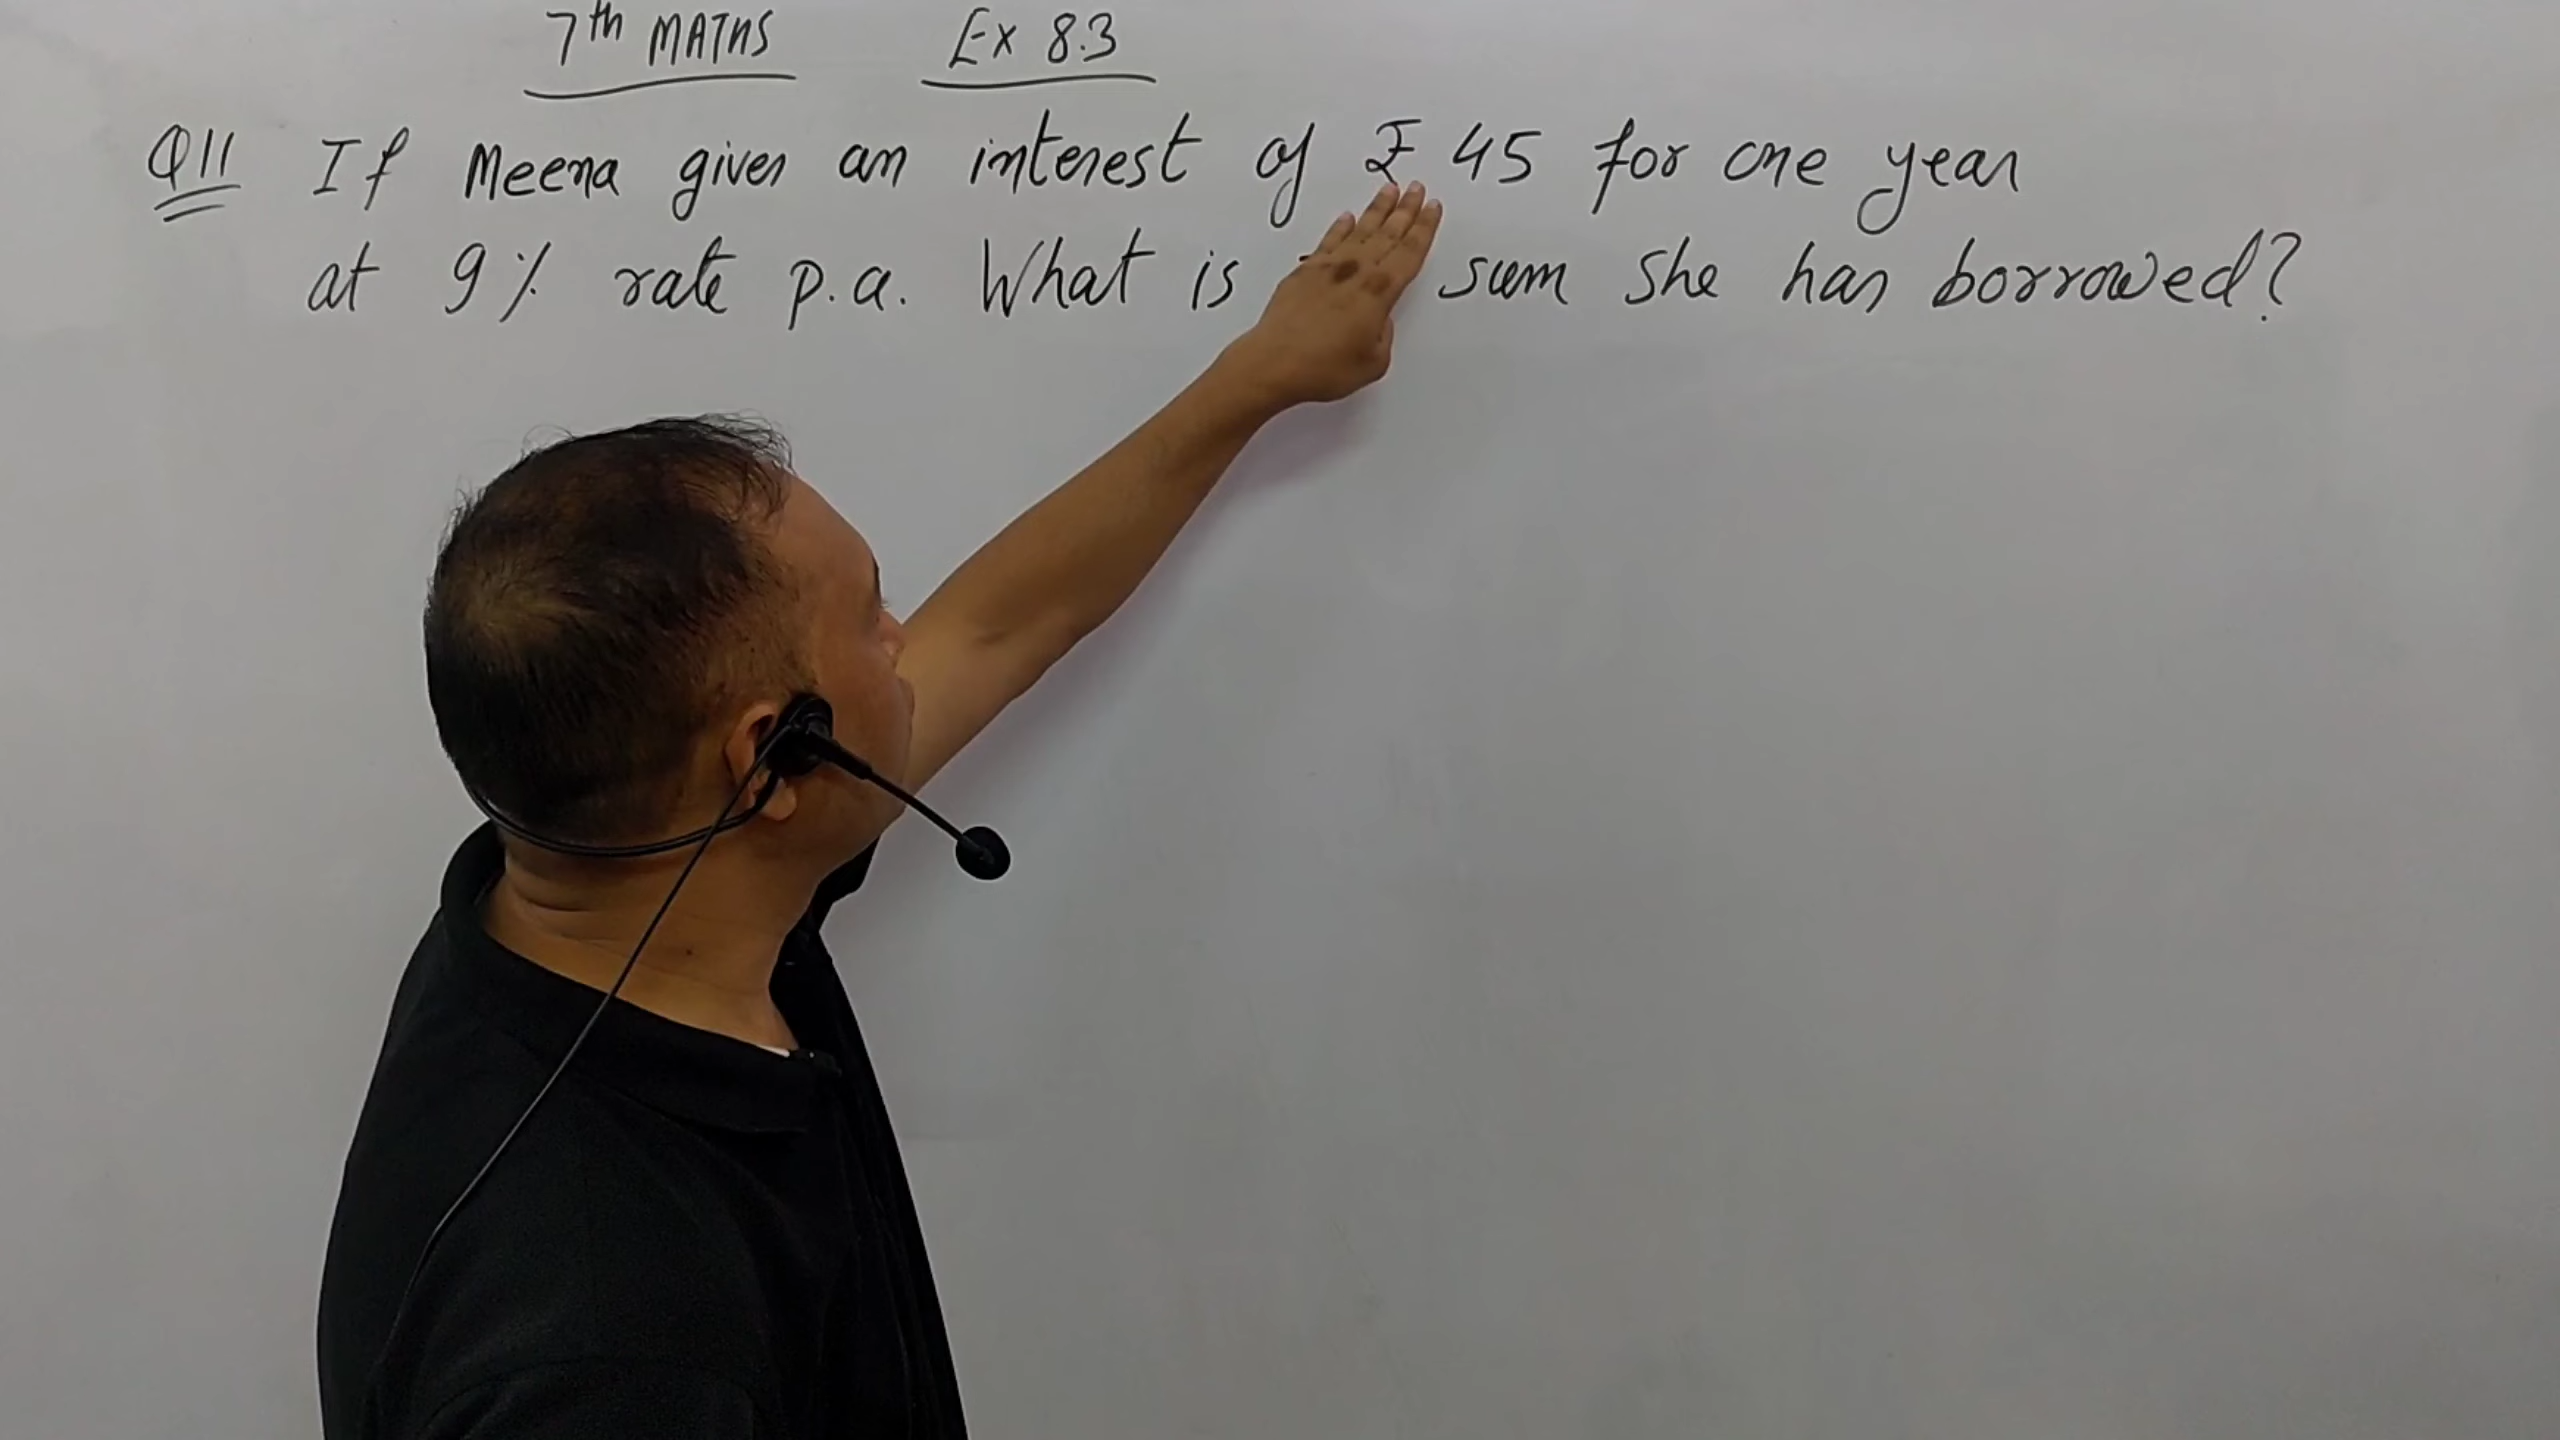 7th MATHS Ex 8.3
Q11 If Meena gives an interest of ₹ 45 for one year
at 9% rate p.a. What is sum she has borrowed?